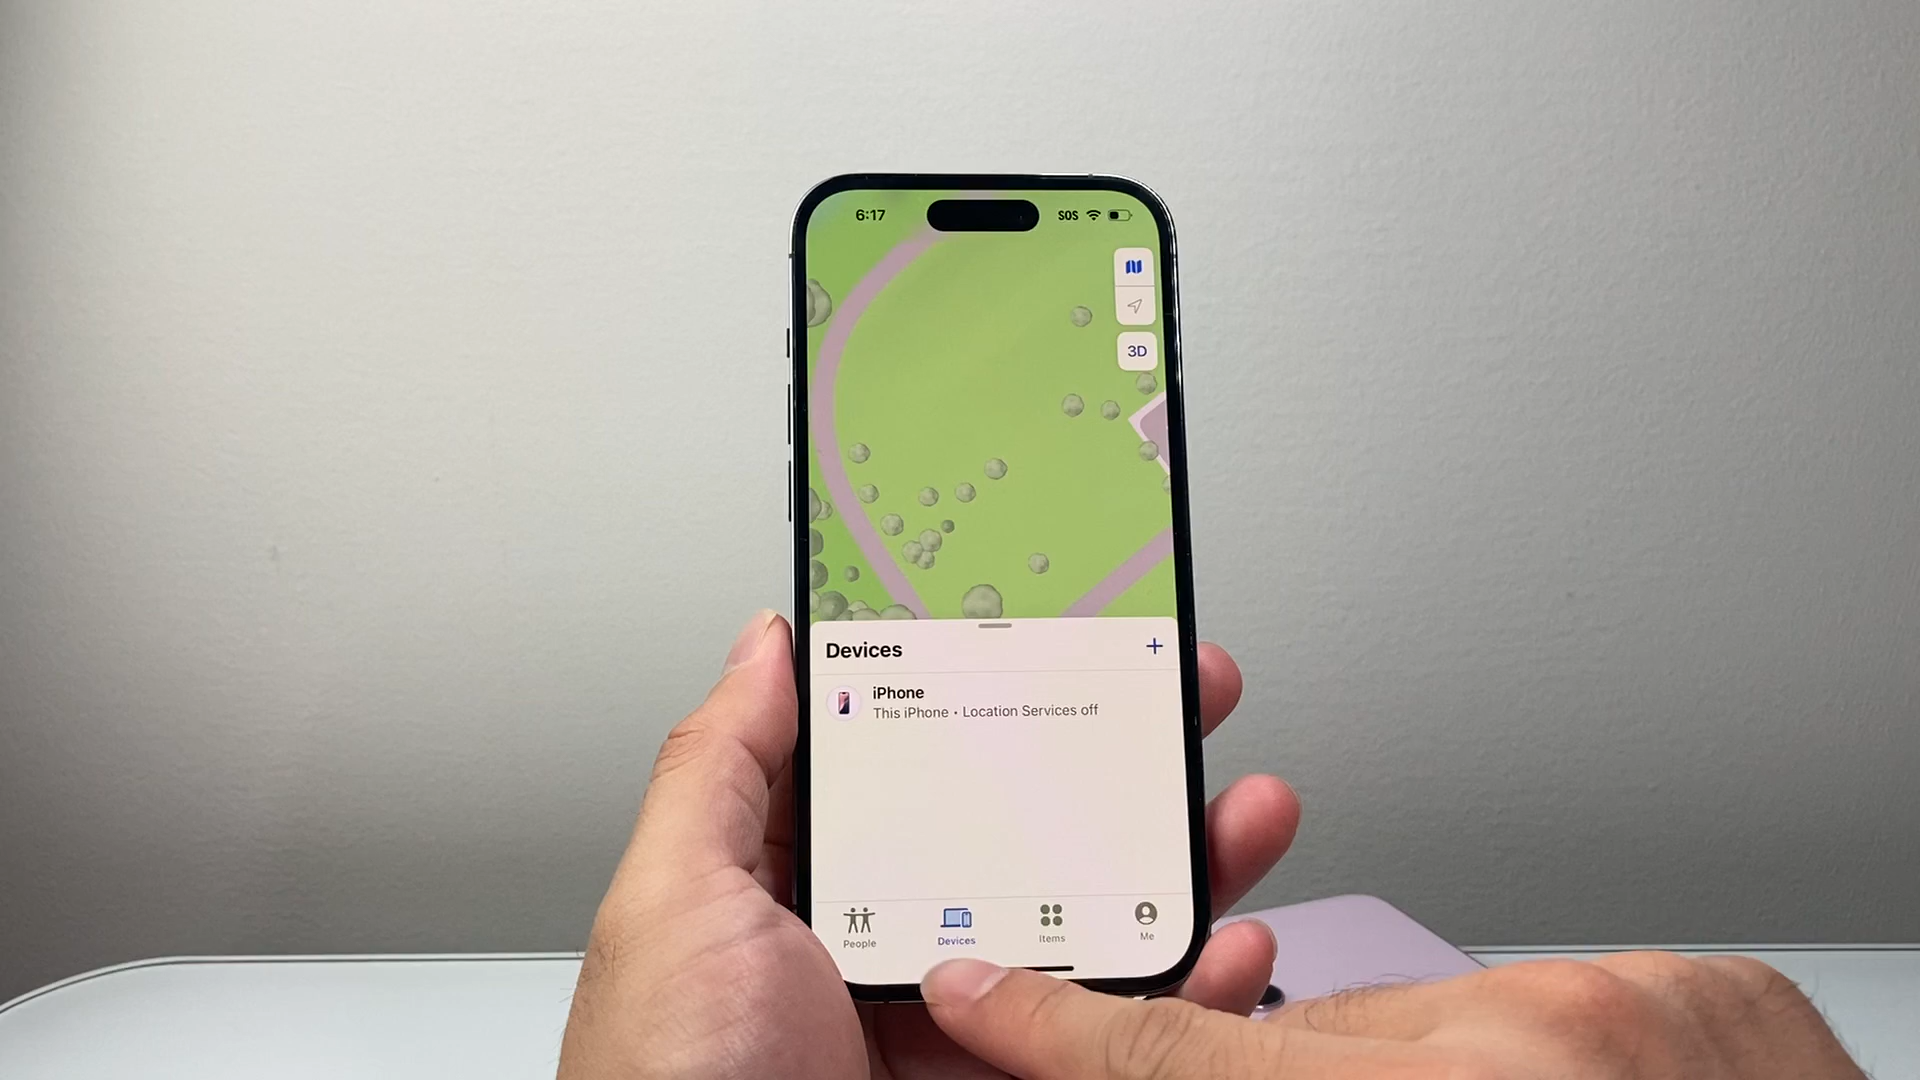 6:17
SOS
3D
Devices
+
iPhone
This iPhone • Location Services off
People
Devices
Items
Me